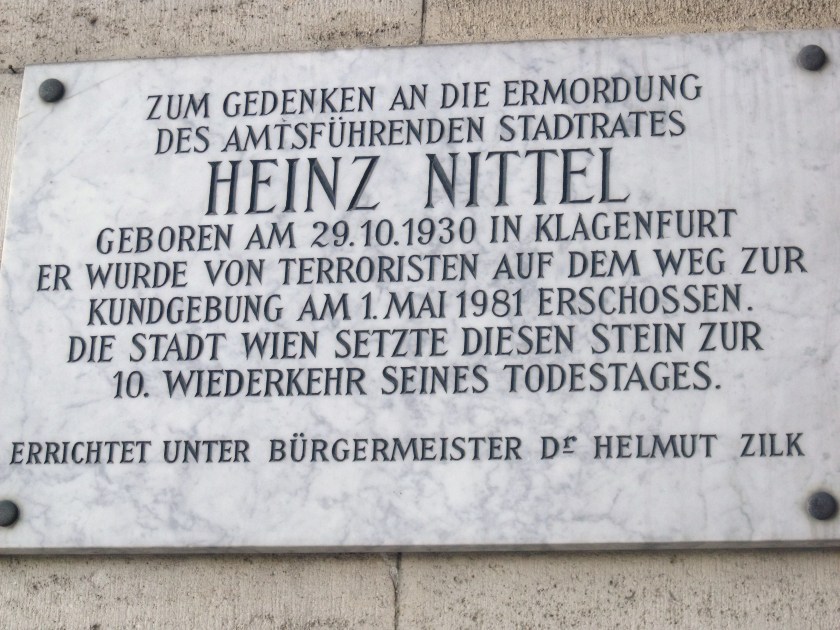 ZUM GEDENKEN AN DIE ERMORDUNG
DES AMTSFÜHRENDEN STADTRATES
HEINZ NITTEL
GEBOREN AM 29.10.1930 IN KLAGENFURT
ER WURDE VON TERRORISTEN AUF DEM WEG ZUR
KUNDGEBUNG AM 1. MAI 1981 ERSCHOSSEN.
DIE STADT WIEN SETZTE DIESEN STEIN ZUR
10. WIEDERKEHR SEINES TODESTAGES.
ERRICHTET UNTER BÜRGERMEISTER Dr HELMUT ZILK